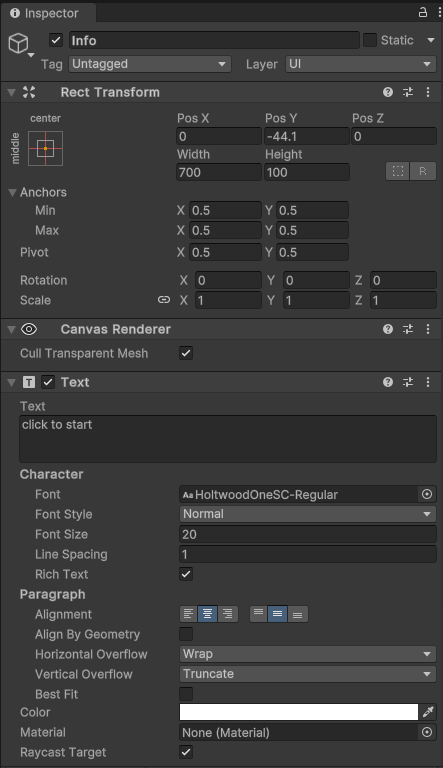 Inspector
Info
Static
Tag Untagged Layer UI
Rect Transform
center
middle
Pos X Pos Y Pos Z
0 -44.1 0
Width Height
700 100
R
Anchors
Min X 0.5 Y 0.5
Max X 0.5 Y 0.5
Pivot X 0.5 Y 0.5
Rotation X 0 Y 0 Z 0
Scale X 1 Y 1 Z 1
Canvas Renderer
Cull Transparent Mesh
T Text
Text
click to start
Character
Font Aa HoltwoodOneSC-Regular
Font Style Normal
Font Size 20
Line Spacing 1
Rich Text
Paragraph
Alignment
Align By Geometry
Horizontal Overflow Wrap
Vertical Overflow Truncate
Best Fit
Color
Material None (Material)
Raycast Target